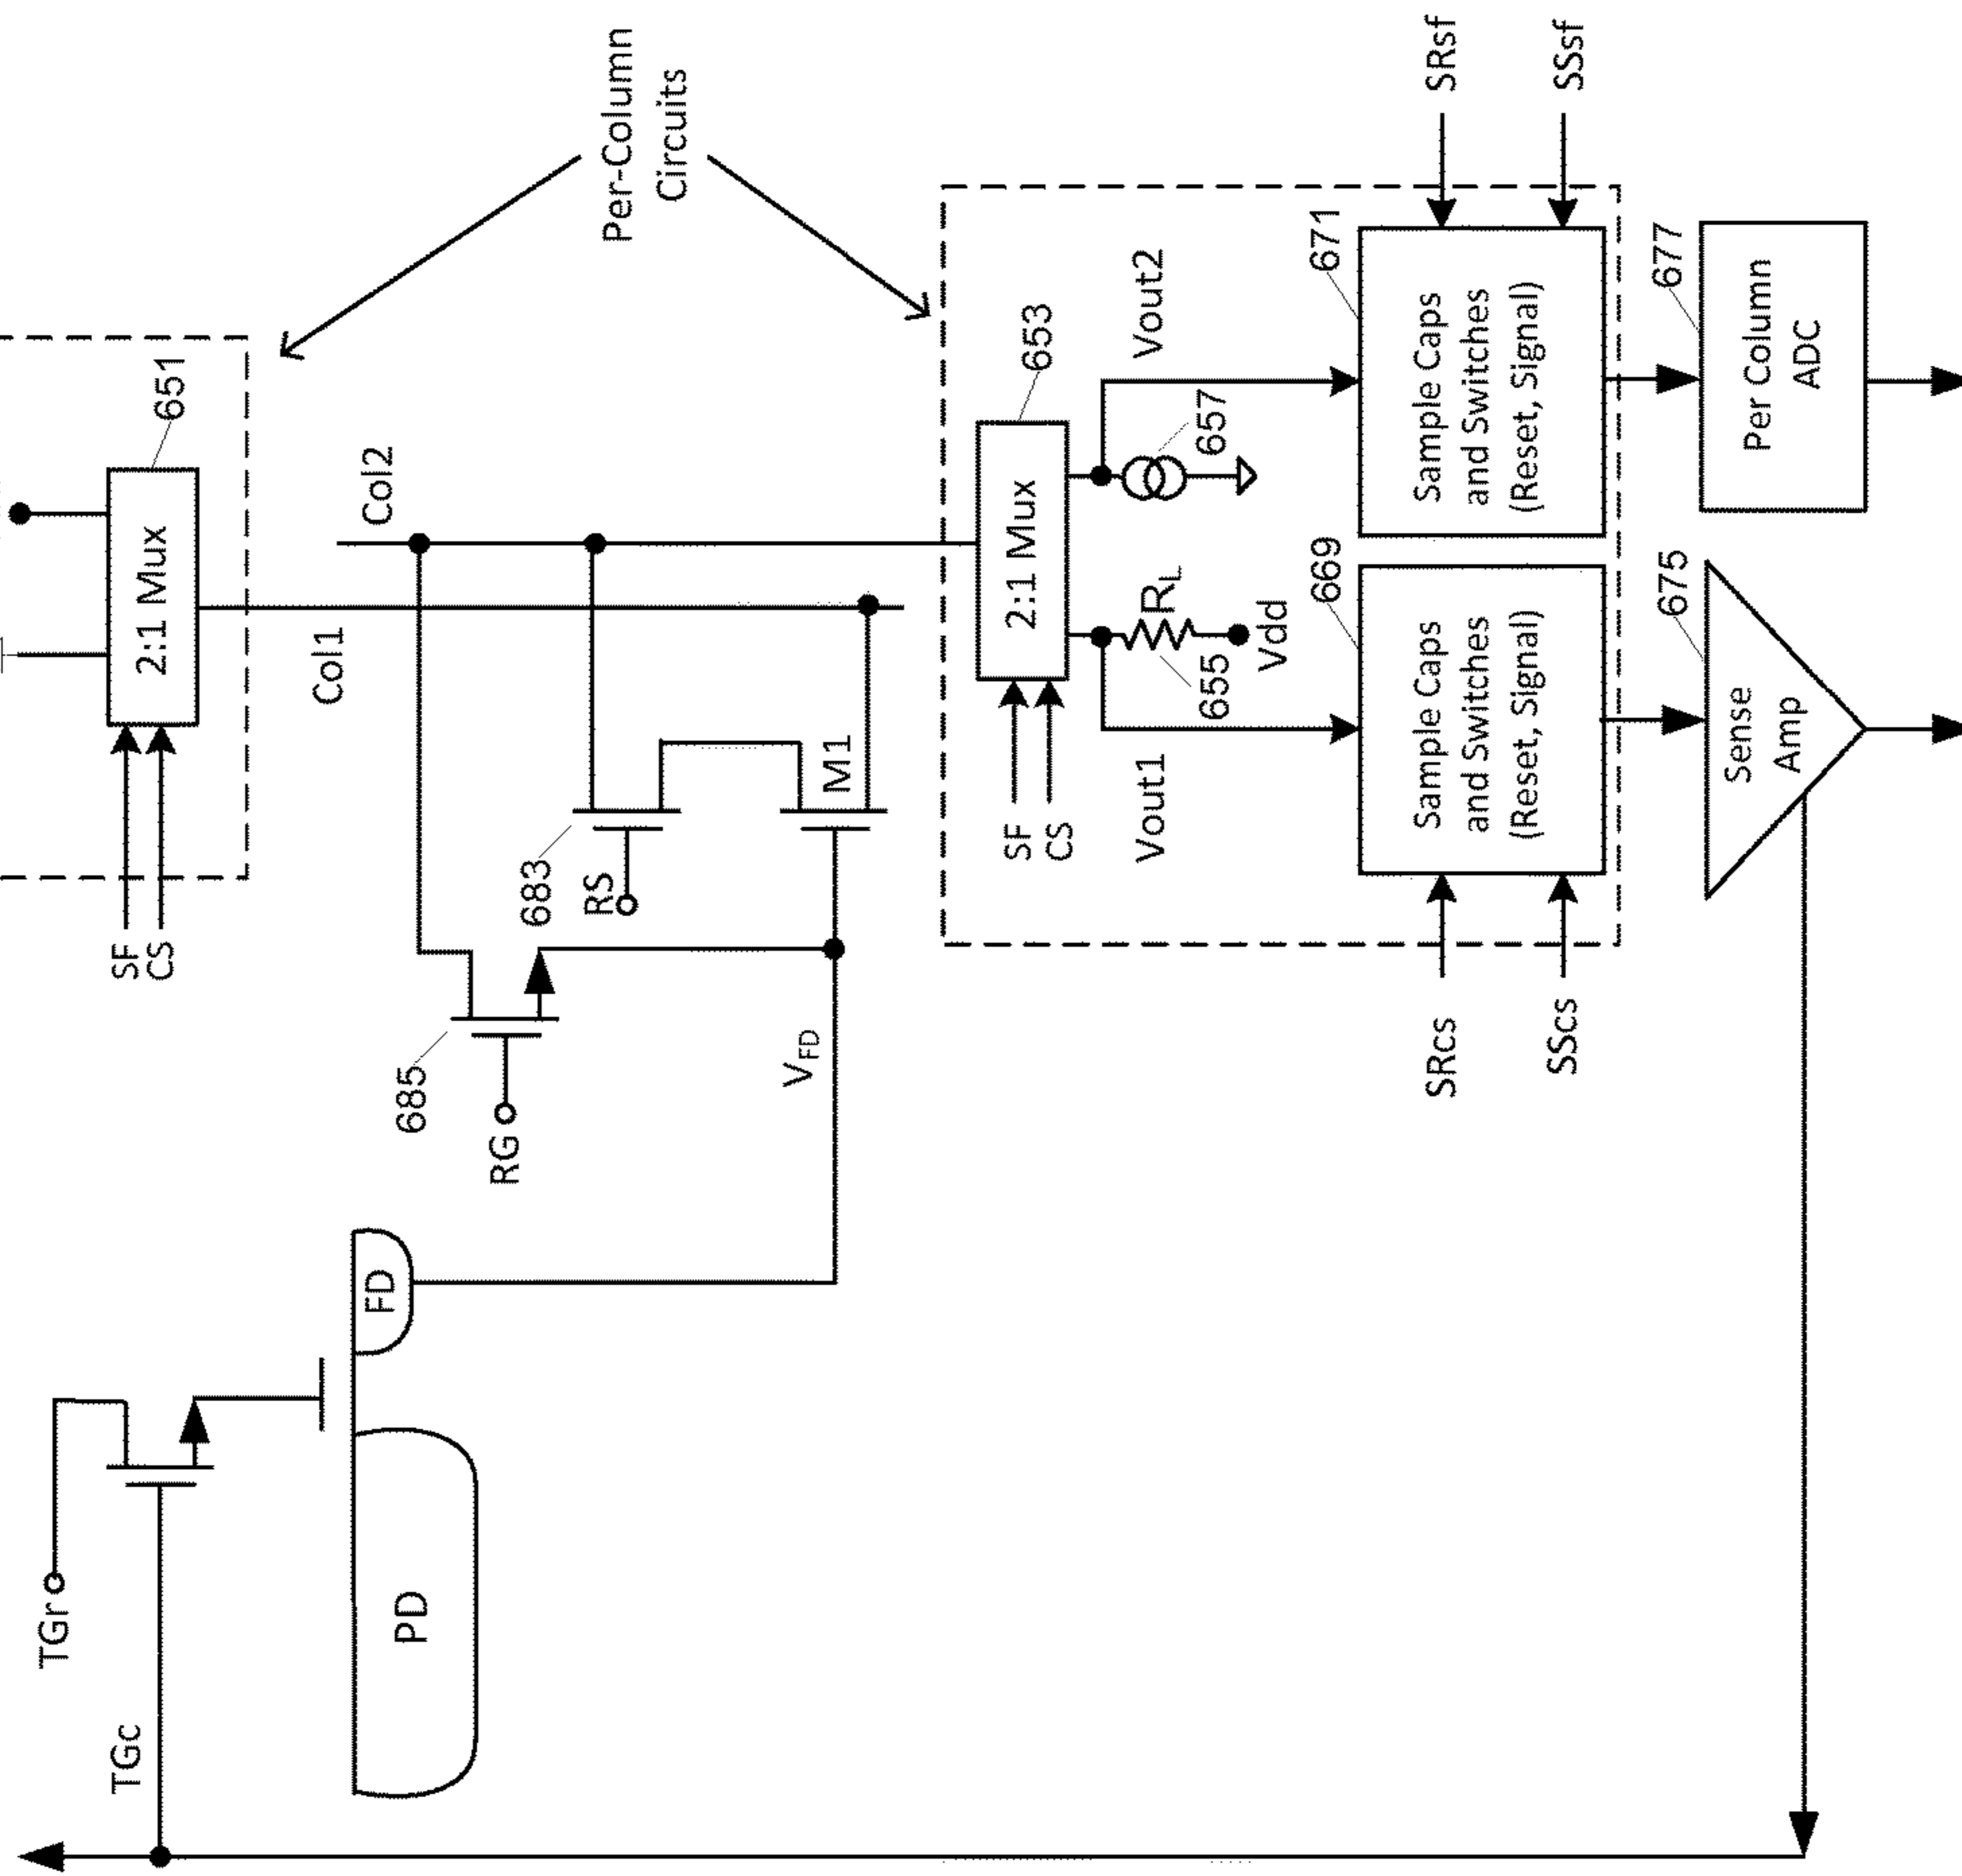 TGr
TGc
PD
FD
SF
CS
2:1 Mux
651
Col1
Col2
Per-Column
Circuits
685
RG
683
RS
M1
V_FD
SF
CS
2:1 Mux
653
Vout1
655
R_L
Vdd
657
Vout2
SRcs
SScs
669
Sample Caps
and Switches
(Reset, Signal)
671
Sample Caps
and Switches
(Reset, Signal)
SRsf
SSsf
675
Sense
Amp
677
Per Column
ADC